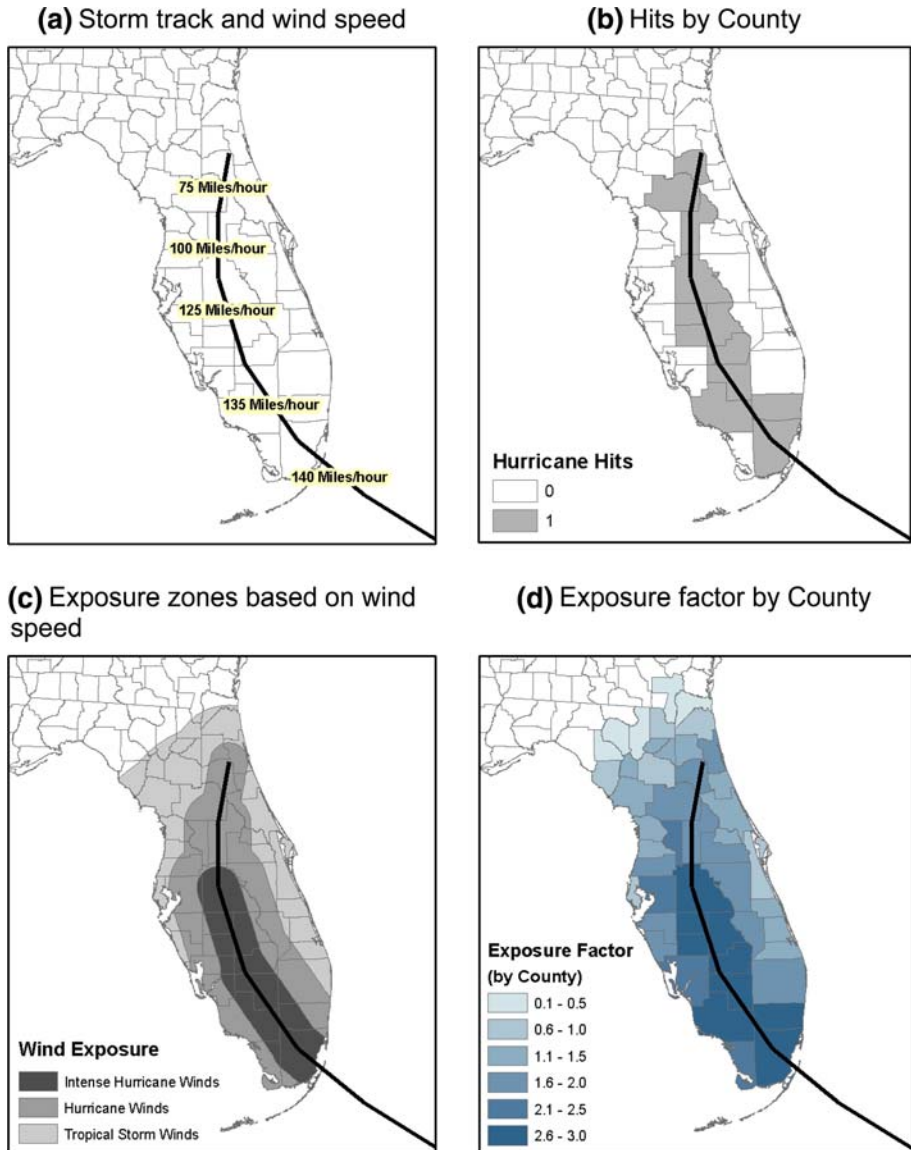 (a) Storm track and wind speed
75 Miles/hour
100 Miles/hour
125 Miles/hour
135 Miles/hour
140 Miles/hour
(b) Hits by County
Hurricane Hits
0
1
(c) Exposure zones based on wind
speed
Wind Exposure
Intense Hurricane Winds
Hurricane Winds
Tropical Storm Winds
(d) Exposure factor by County
Exposure Factor
(by County)
0.1 - 0.5
0.6 - 1.0
1.1 - 1.5
1.6 - 2.0
2.1 - 2.5
2.6 - 3.0